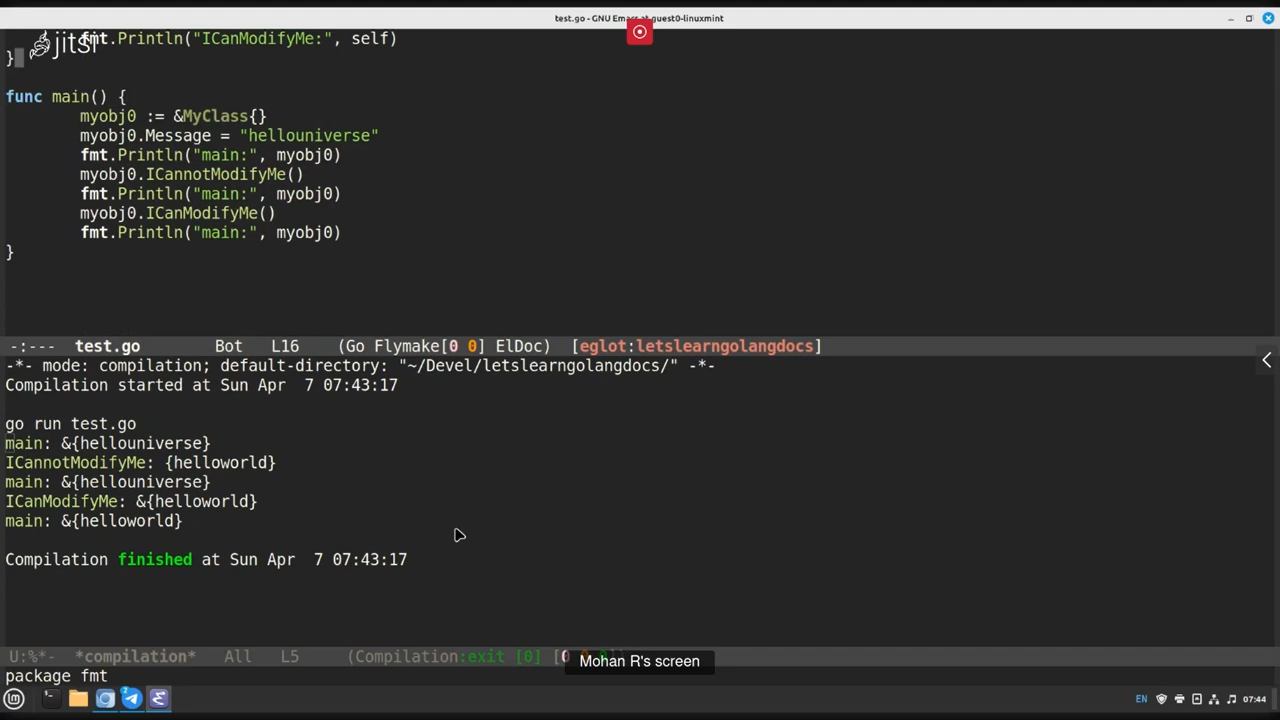 test.go - GNU Emacs at guest0-linuxmint
jitsi
fmt.Println("ICanModifyMe:", self)
}
func main() {
myobj0 := &MyClass{}
myobj0.Message = "hellouniverse"
fmt.Println("main:", myobj0)
myobj0.ICannotModifyMe()
fmt.Println("main:", myobj0)
myobj0.ICanModifyMe()
fmt.Println("main:", myobj0)
}
-:--- test.go Bot L16 (Go Flymake[0 0] ElDoc) [eglot:letslearngolangdocs]
-*- mode: compilation; default-directory: "~/Devel/letslearngolangdocs/" -*-
Compilation started at Sun Apr 7 07:43:17
go run test.go
main: &{hellouniverse}
ICannotModifyMe: {helloworld}
main: &{hellouniverse}
ICanModifyMe: &{helloworld}
main: &{helloworld}
Compilation finished at Sun Apr 7 07:43:17
U:%*- *compilation* All L5 (Compilation:exit [0] [0
Mohan R's screen
package fmt
EN 07:44